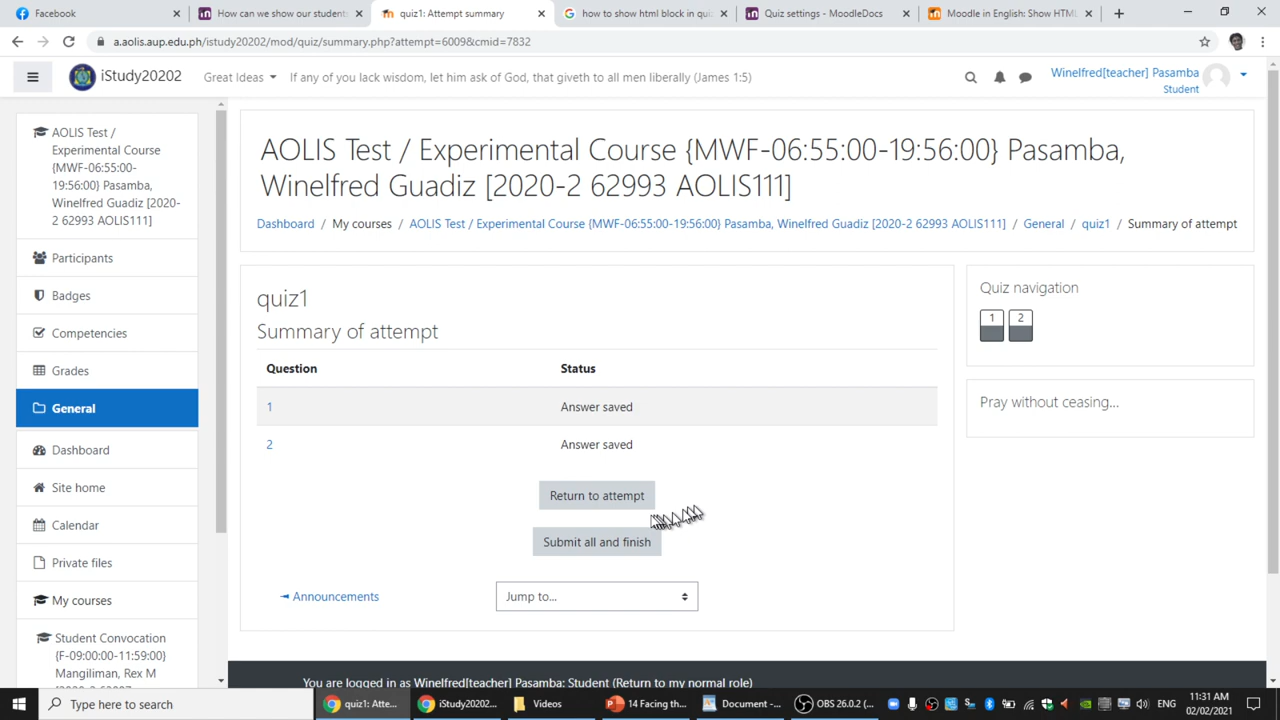 Facebook
How can we show our student:
quiz1: Attempt summary
how to show html block in quiz
Quiz settings - MoodleDocs
Moodle in English: Show HTML
a.aolis.aup.edu.ph/istudy20202/mod/quiz/summary.php?attempt=6009&cmid=7832
iStudy20202
Great Ideas
If any of you lack wisdom, let him ask of God, that giveth to all men liberally (James 1:5)
Winelfred[teacher] Pasamba
Student
AOLIS Test /
Experimental Course
{MWF-06:55:00-
19:56:00} Pasamba,
Winelfred Guadiz [2020-
2 62993 AOLIS111]
Participants
Badges
Competencies
Grades
General
Dashboard
Site home
Calendar
Private files
My courses
Student Convocation
{F-09:00:00-11:59:00}
Mangiliman, Rex M
AOLIS Test / Experimental Course {MWF-06:55:00-19:56:00} Pasamba,
Winelfred Guadiz [2020-2 62993 AOLIS111]
Dashboard / My courses / AOLIS Test / Experimental Course {MWF-06:55:00-19:56:00} Pasamba, Winelfred Guadiz [2020-2 62993 AOLIS111] / General / quiz1 / Summary of attempt
quiz1
Summary of attempt
Question Status
1 Answer saved
2 Answer saved
Return to attempt
Submit all and finish
◄ Announcements
Jump to...
Quiz navigation
1 2
Pray without ceasing...
You are logged in as Winelfred[teacher] Pasamba: Student (Return to my normal role)
Type here to search
quiz1: Atte...
iStudy20202...
Videos
14 Facing th...
Document -...
OBS 26.0.2 (...
ENG
11:31 AM
02/02/2021